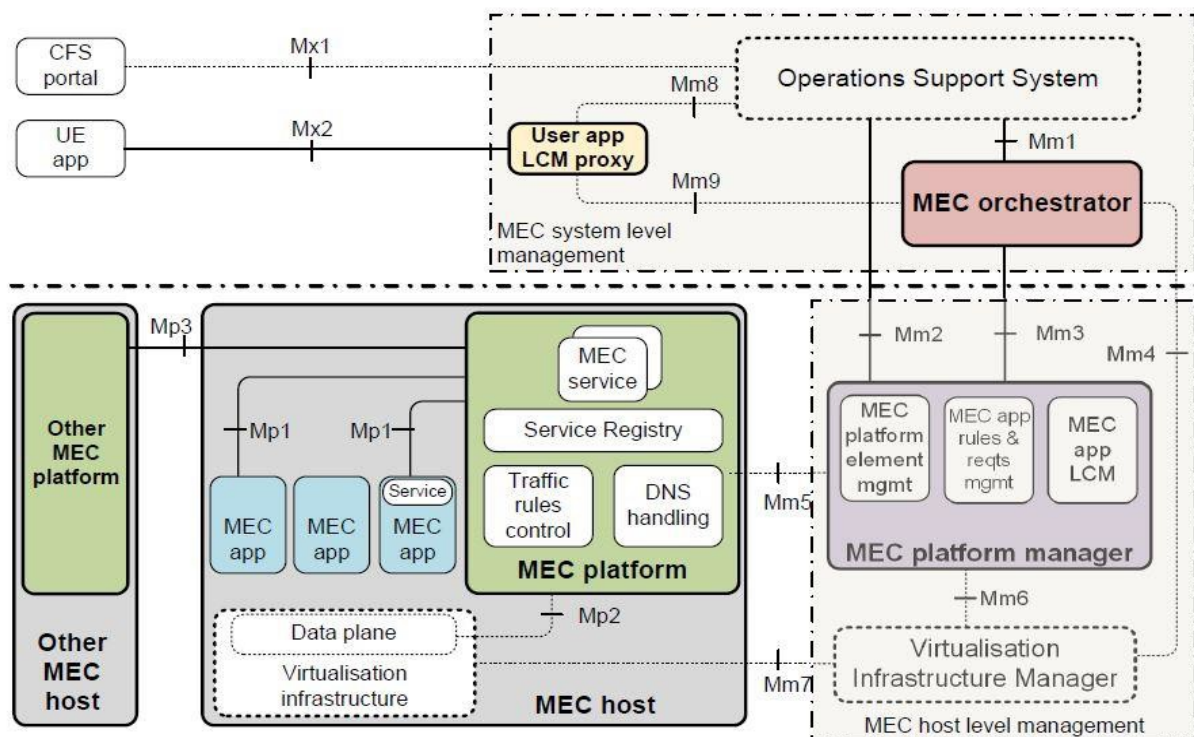 CFS
portal
Mx1
Operations Support System
Mm8
UE
app
Mx2
User app
LCM proxy
Mm1
Mm9
MEC orchestrator
MEC system level
management
Mp3
Mm2
Mm3
Mm4
Other
MEC
platform
MEC
service
Service Registry
Mp1
Mp1
Traffic
rules
control
DNS
handling
Service
MEC
app
MEC
app
MEC
app
MEC platform
Mm5
MEC
platform
element
mgmt
MEC app
rules &
reqts
mgmt
MEC
app
LCM
MEC platform manager
Mp2
Mm6
Data plane
Virtualisation
infrastructure
Other
MEC
host
MEC host
Mm7
Virtualisation
Infrastructure Manager
MEC host level management